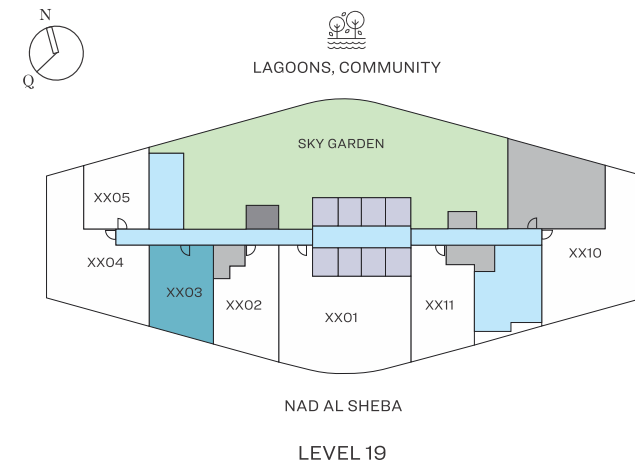 N
Q
LAGOONS, COMMUNITY
SKY GARDEN
XX05
XX04
XX03
XX02
XX01
XX11
XX10
NAD AL SHEBA
LEVEL 19